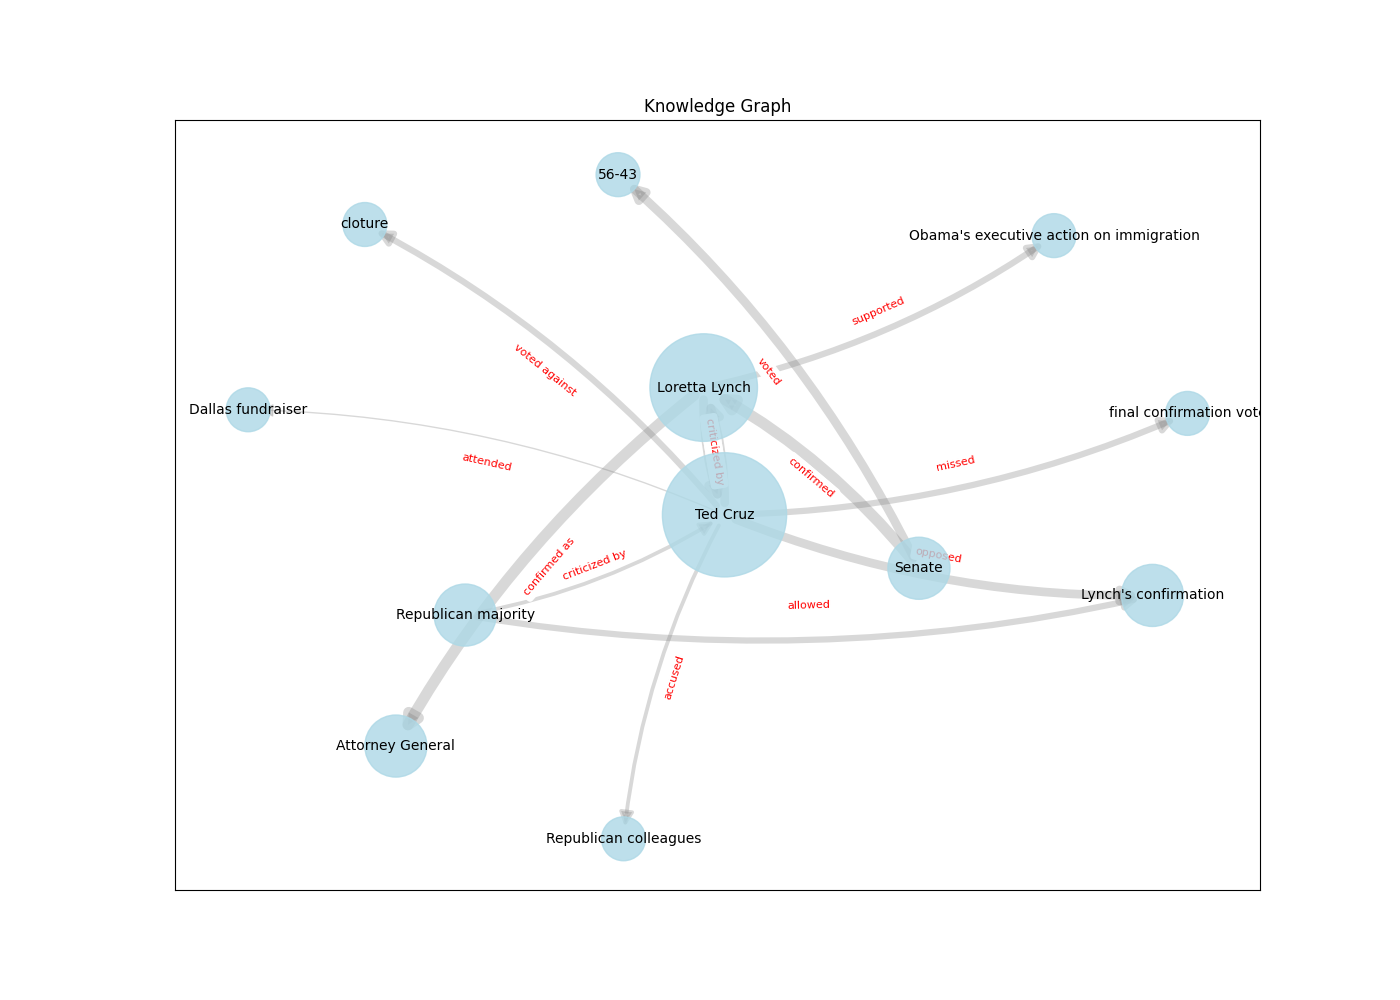 Knowledge Graph
56-43
cloture
Obama's executive action on immigration
supported
voted
voted against
Loretta Lynch
Dallas fundraiser
final confirmation vote
criticized by
attended
missed
confirmed
Ted Cruz
opposed
Senate
confirmed as
criticized by
Lynch's confirmation
allowed
Republican majority
accused
Attorney General
Republican colleagues